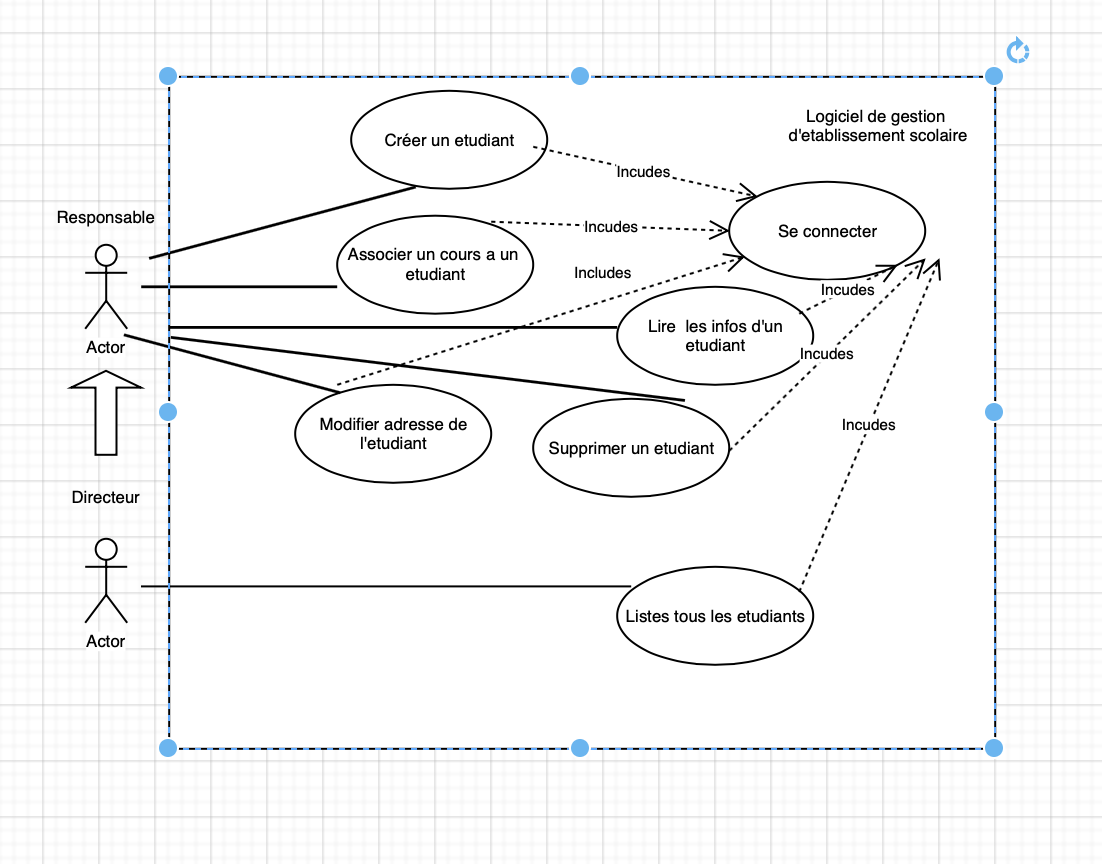 Logiciel de gestion
d'etablissement scolaire
Créer un etudiant
Incudes
Responsable
Associer un cours a un
etudiant
Incudes
Se connecter
Includes
Incudes
Lire les infos d'un
etudiant
Actor
Incudes
Modifier adresse de
l'etudiant
Supprimer un etudiant
Incudes
Directeur
Listes tous les etudiants
Actor